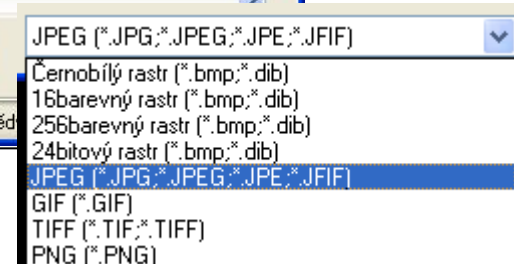 JPEG (*.JPG;*.JPEG;*.JPE;*.JFIF)
Černobílý rastr (*.bmp;*.dib)
16barevný rastr (*.bmp;*.dib)
256barevný rastr (*.bmp;*.dib)
24bitový rastr (*.bmp;*.dib)
JPEG (*.JPG;*.JPEG;*.JPE;*.JFIF)
GIF (*.GIF)
TIFF (*.TIF;*.TIFF)
PNG (*.PNG)